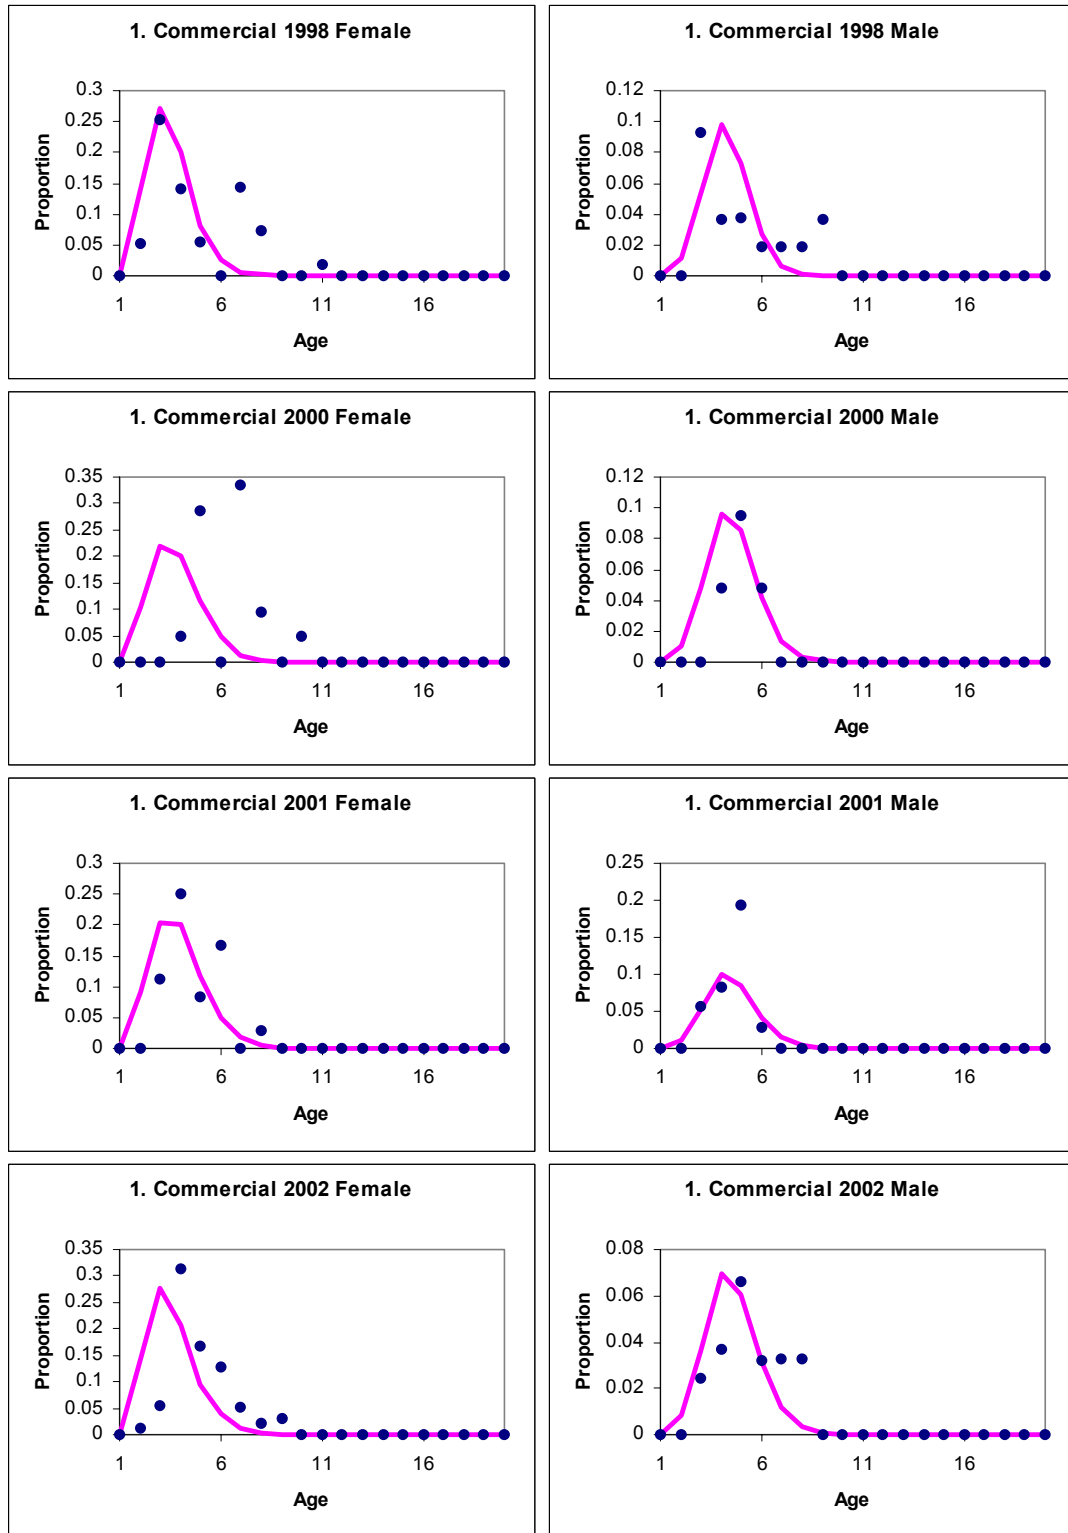 1. Commercial 1998 Female
0.3
0.25
0.2
0.15
0.1
0.05
0
Proportion
1 6 11 16
Age
1. Commercial 1998 Male
0.12
0.1
0.08
0.06
0.04
0.02
0
Proportion
1 6 11 16
Age
1. Commercial 2000 Female
0.35
0.3
0.25
0.2
0.15
0.1
0.05
0
Proportion
1 6 11 16
Age
1. Commercial 2000 Male
0.12
0.1
0.08
0.06
0.04
0.02
0
Proportion
1 6 11 16
Age
1. Commercial 2001 Female
0.3
0.25
0.2
0.15
0.1
0.05
0
Proportion
1 6 11 16
Age
1. Commercial 2001 Male
0.25
0.2
0.15
0.1
0.05
0
Proportion
1 6 11 16
Age
1. Commercial 2002 Female
0.35
0.3
0.25
0.2
0.15
0.1
0.05
0
Proportion
1 6 11 16
Age
1. Commercial 2002 Male
0.08
0.06
0.04
0.02
0
Proportion
1 6 11 16
Age